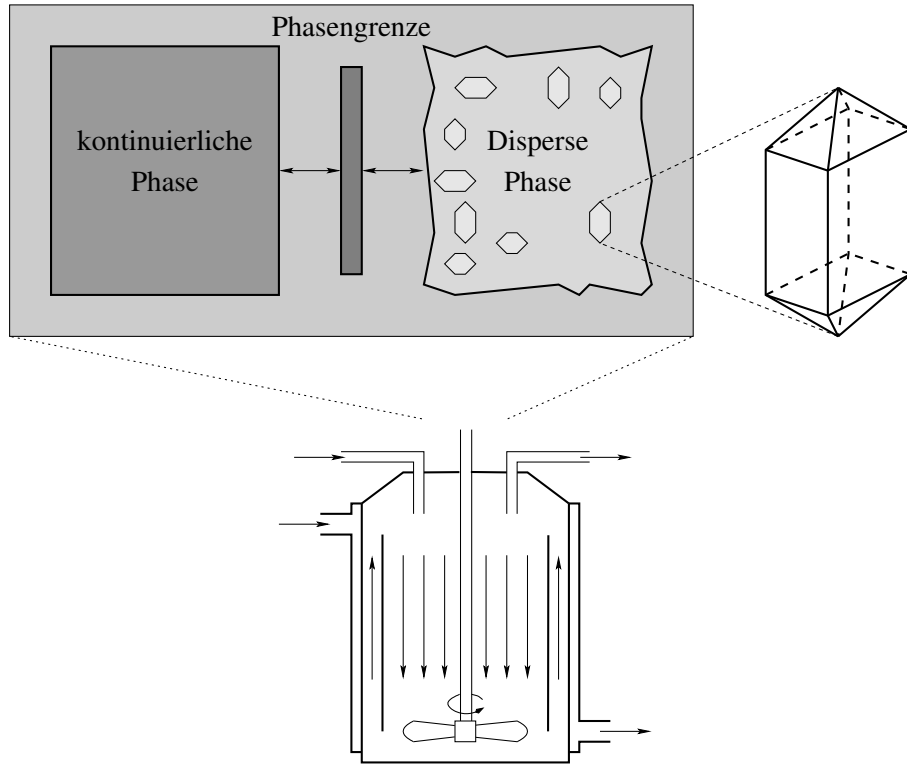 Phasengrenze
kontinuierliche
Phase
Disperse
Phase